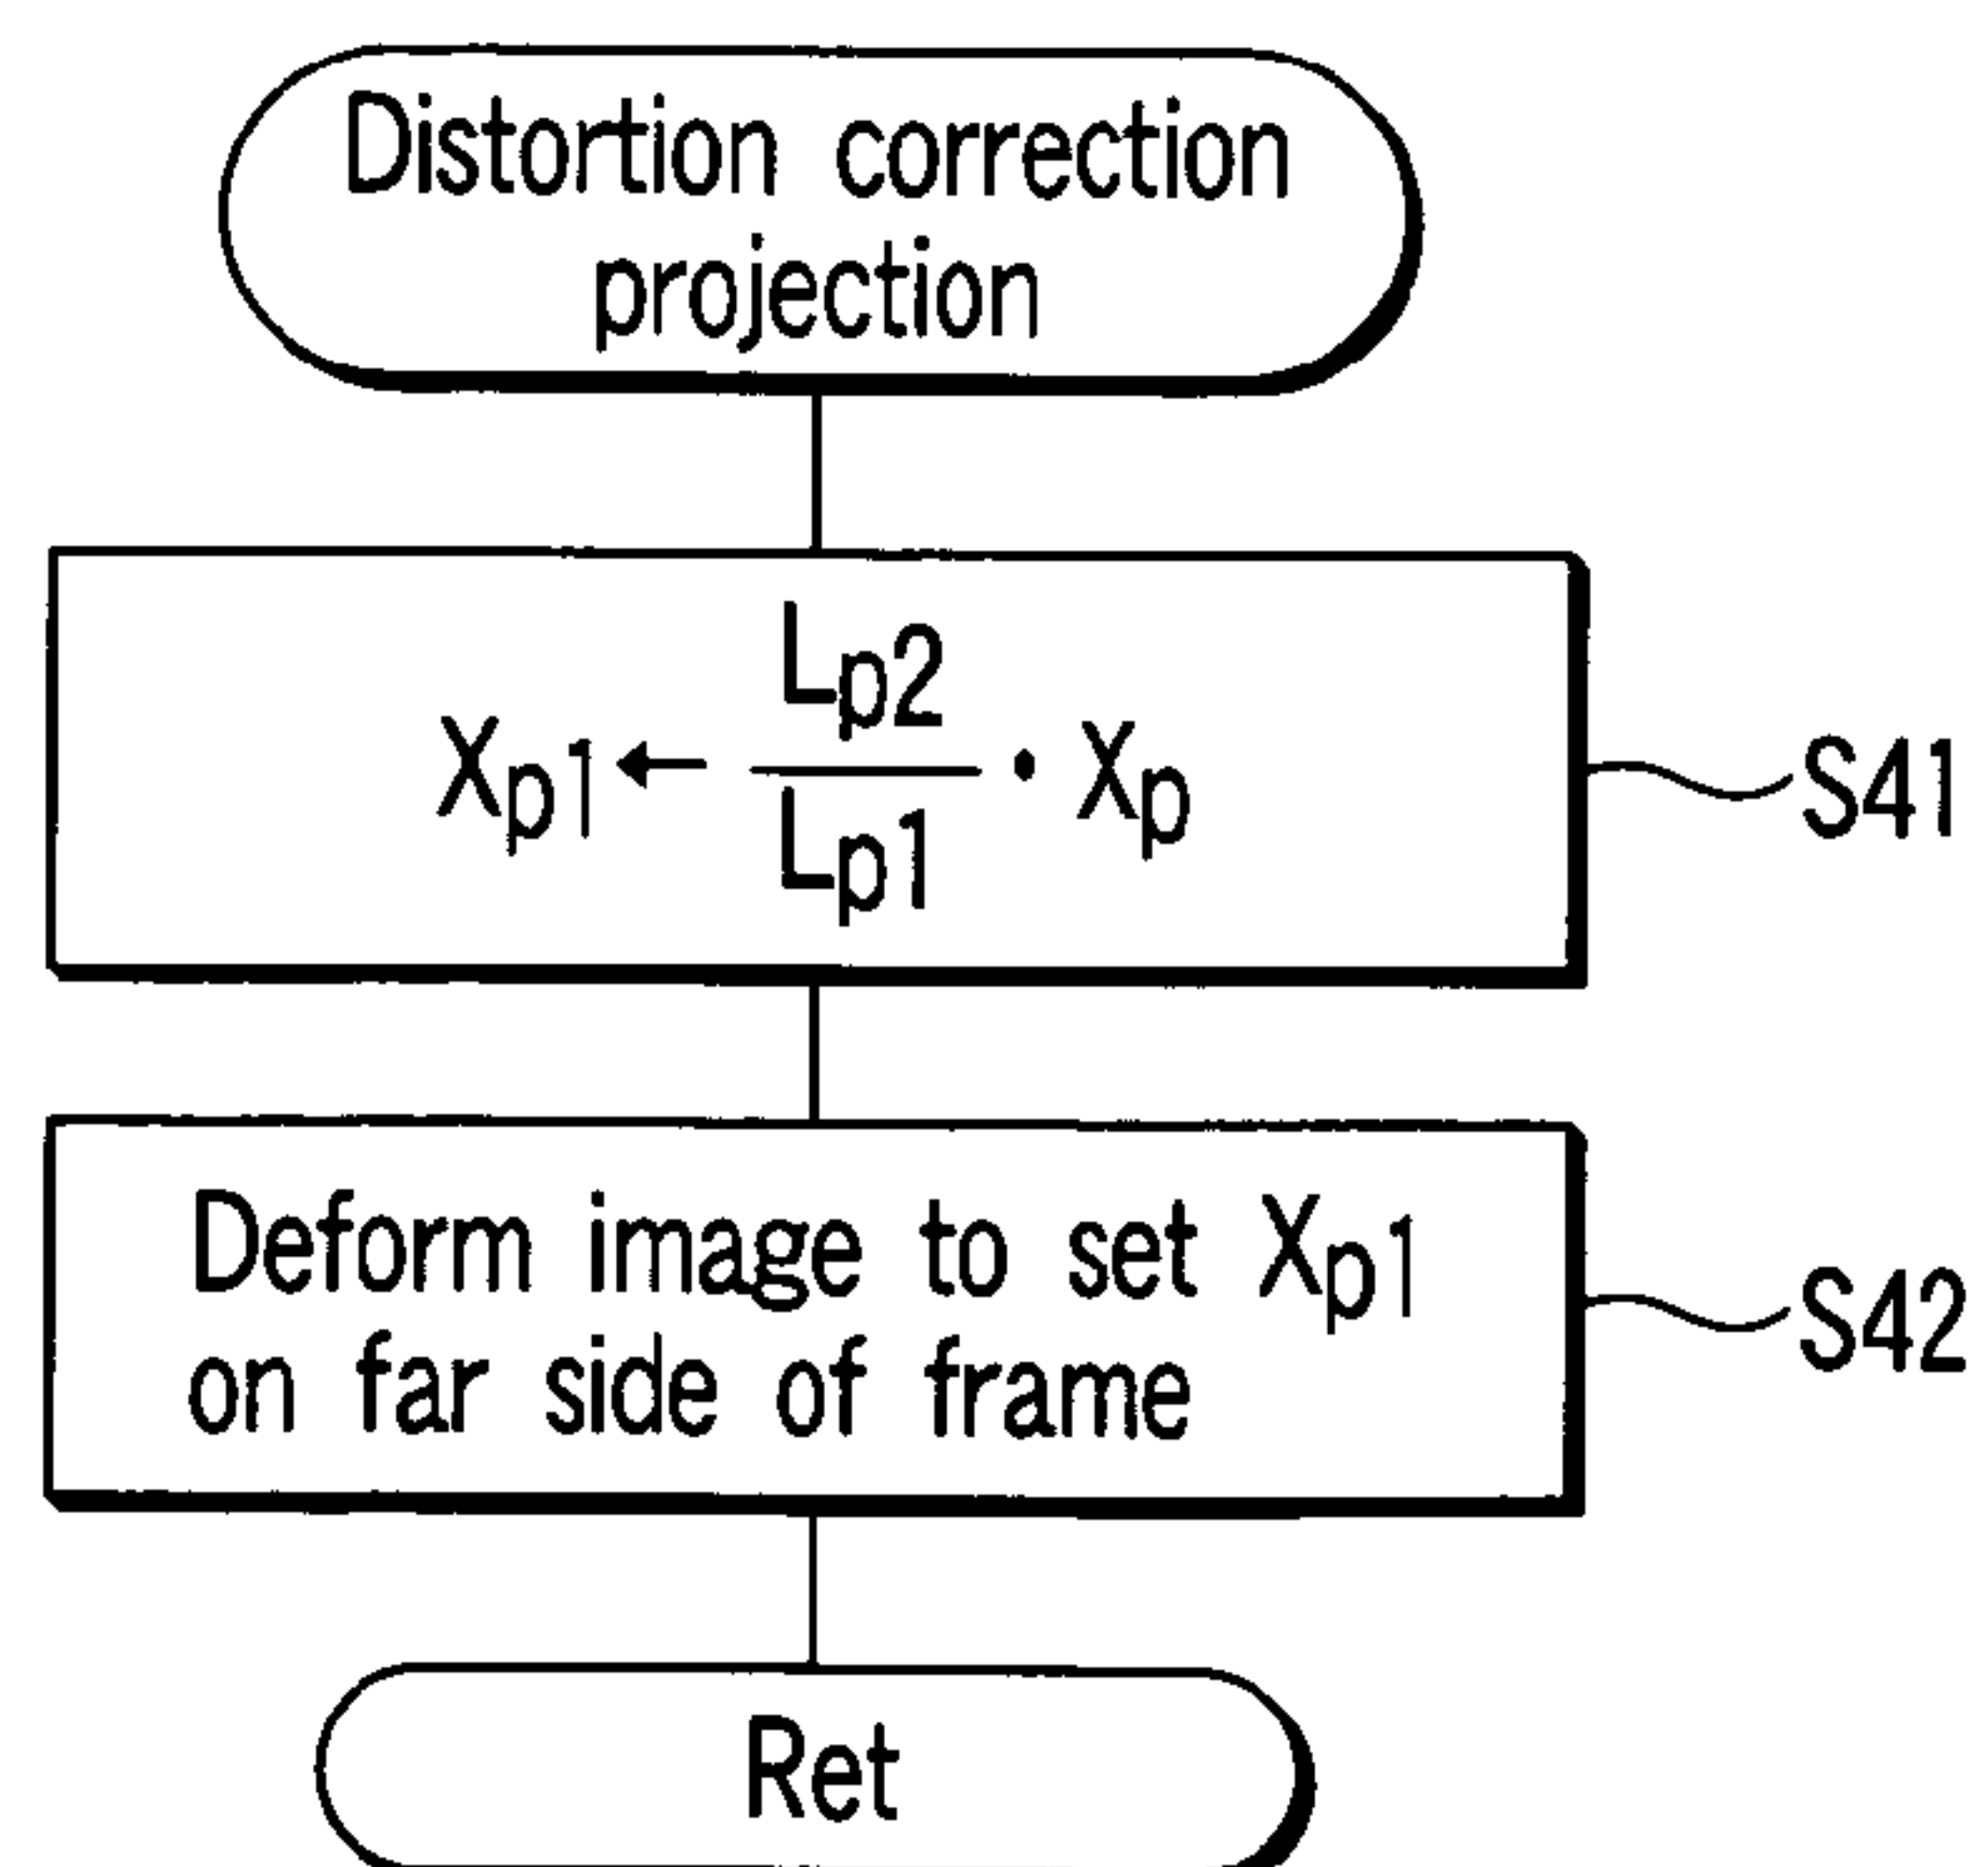 Distortion correction
projection
Xp1 ← Lp2 / Lp1 · Xp
S41
Deform image to set Xp1
on far side of frame
S42
Ret